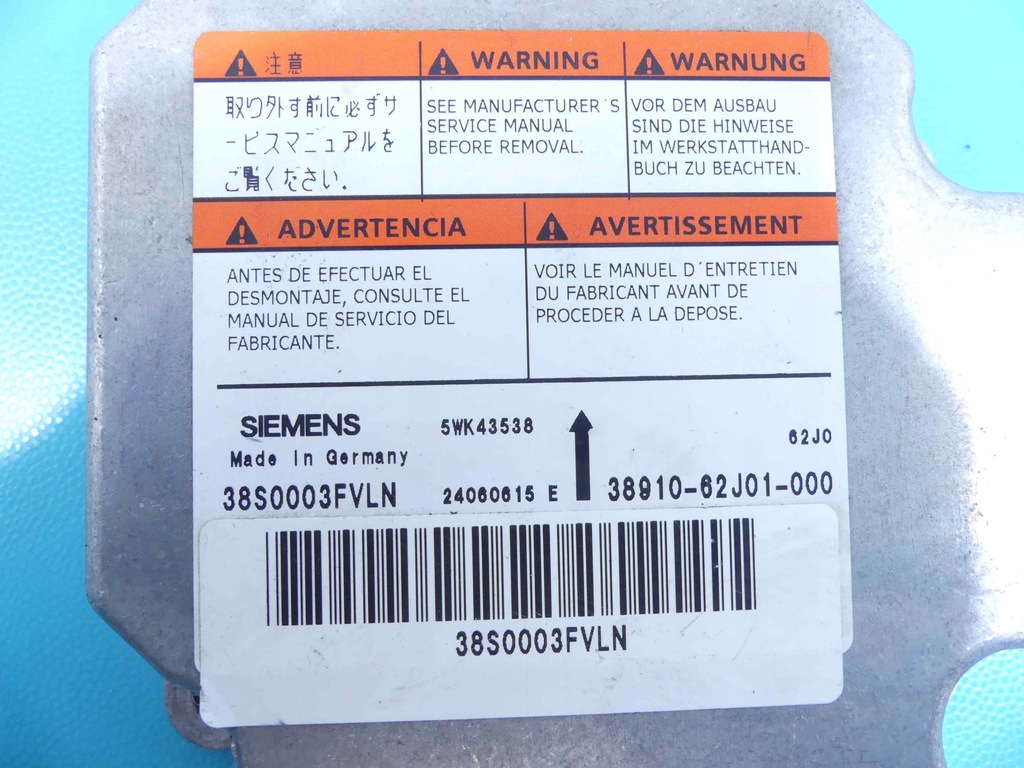 注意
取り外す前に必ずサ
ービスマニュアルを
ご覧ください.
WARNING
SEE MANUFACTURER´S
SERVICE MANUAL
BEFORE REMOVAL.
WARNUNG
VOR DEM AUSBAU
SIND DIE HINWEISE
IM WERKSTATTHAND-
BUCH ZU BEACHTEN.
ADVERTENCIA
ANTES DE EFECTUAR EL
DESMONTAJE, CONSULTE EL
MANUAL DE SERVICIO DEL
FABRICANTE.
AVERTISSEMENT
VOIR LE MANUEL D´ENTRETIEN
DU FABRICANT AVANT DE
PROCEDER A LA DEPOSE.
SIEMENS 5WK43538 62J0
Made In Germany
38S0003FVLN 24060615 E 38910-62J01-000
38S0003FVLN